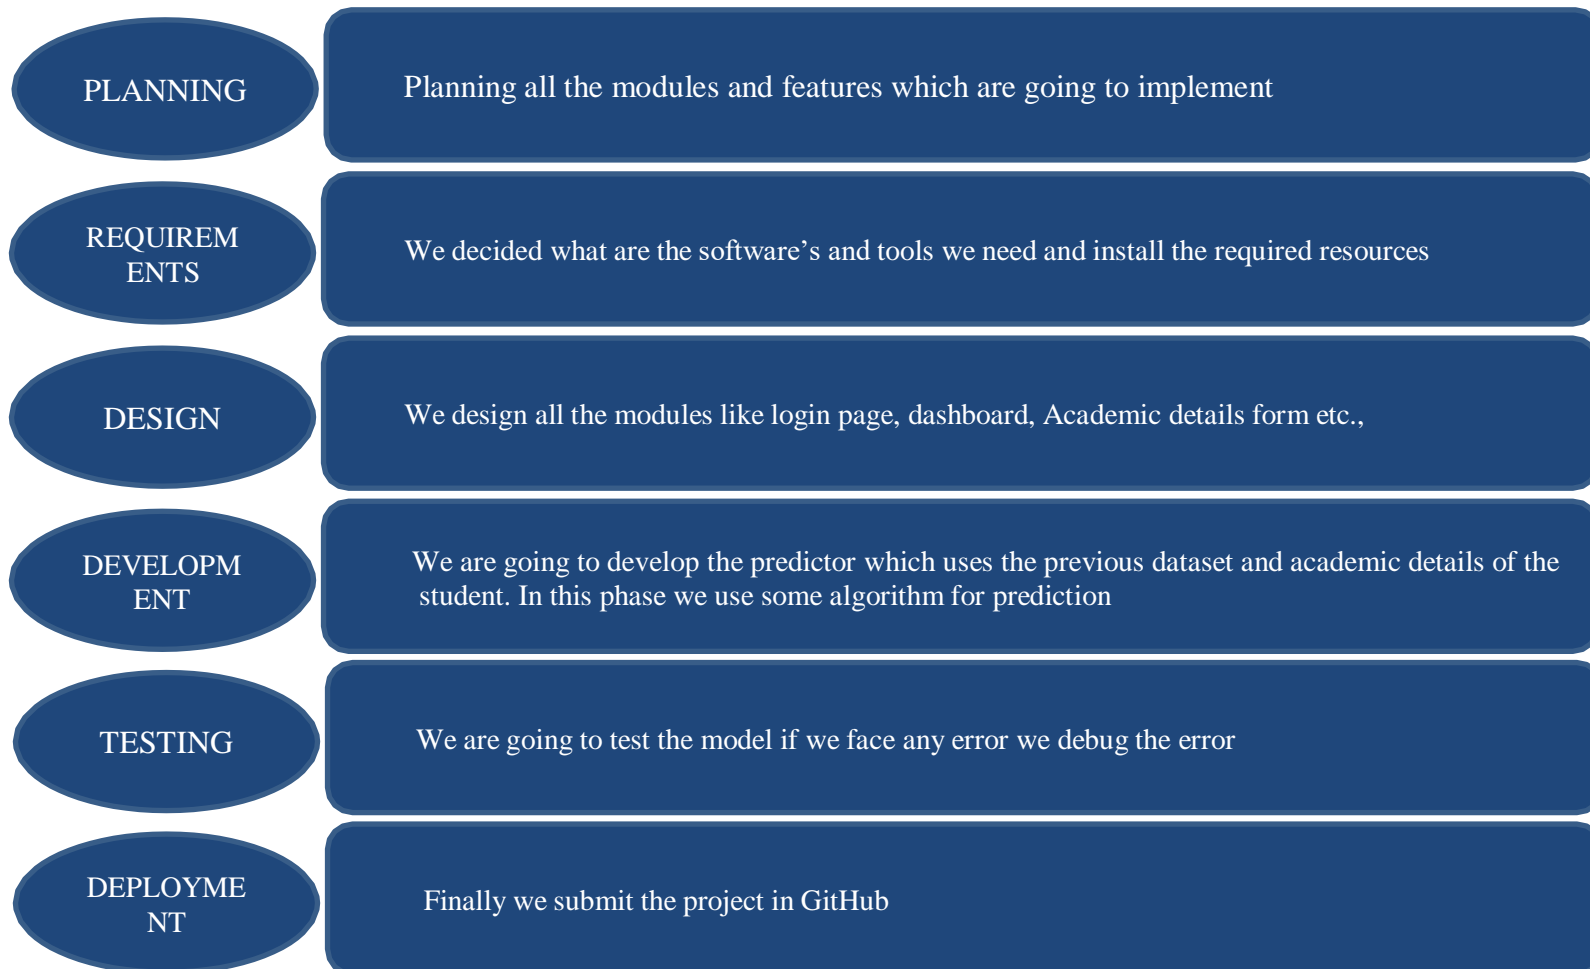 PLANNING
Planning all the modules and features which are going to implement
REQUIREM
ENTS
We decided what are the software’s and tools we need and install the required resources
DESIGN
We design all the modules like login page, dashboard, Academic details form etc.,
DEVELOPM
ENT
We are going to develop the predictor which uses the previous dataset and academic details of the
student. In this phase we use some algorithm for prediction
TESTING
We are going to test the model if we face any error we debug the error
DEPLOYME
NT
Finally we submit the project in GitHub